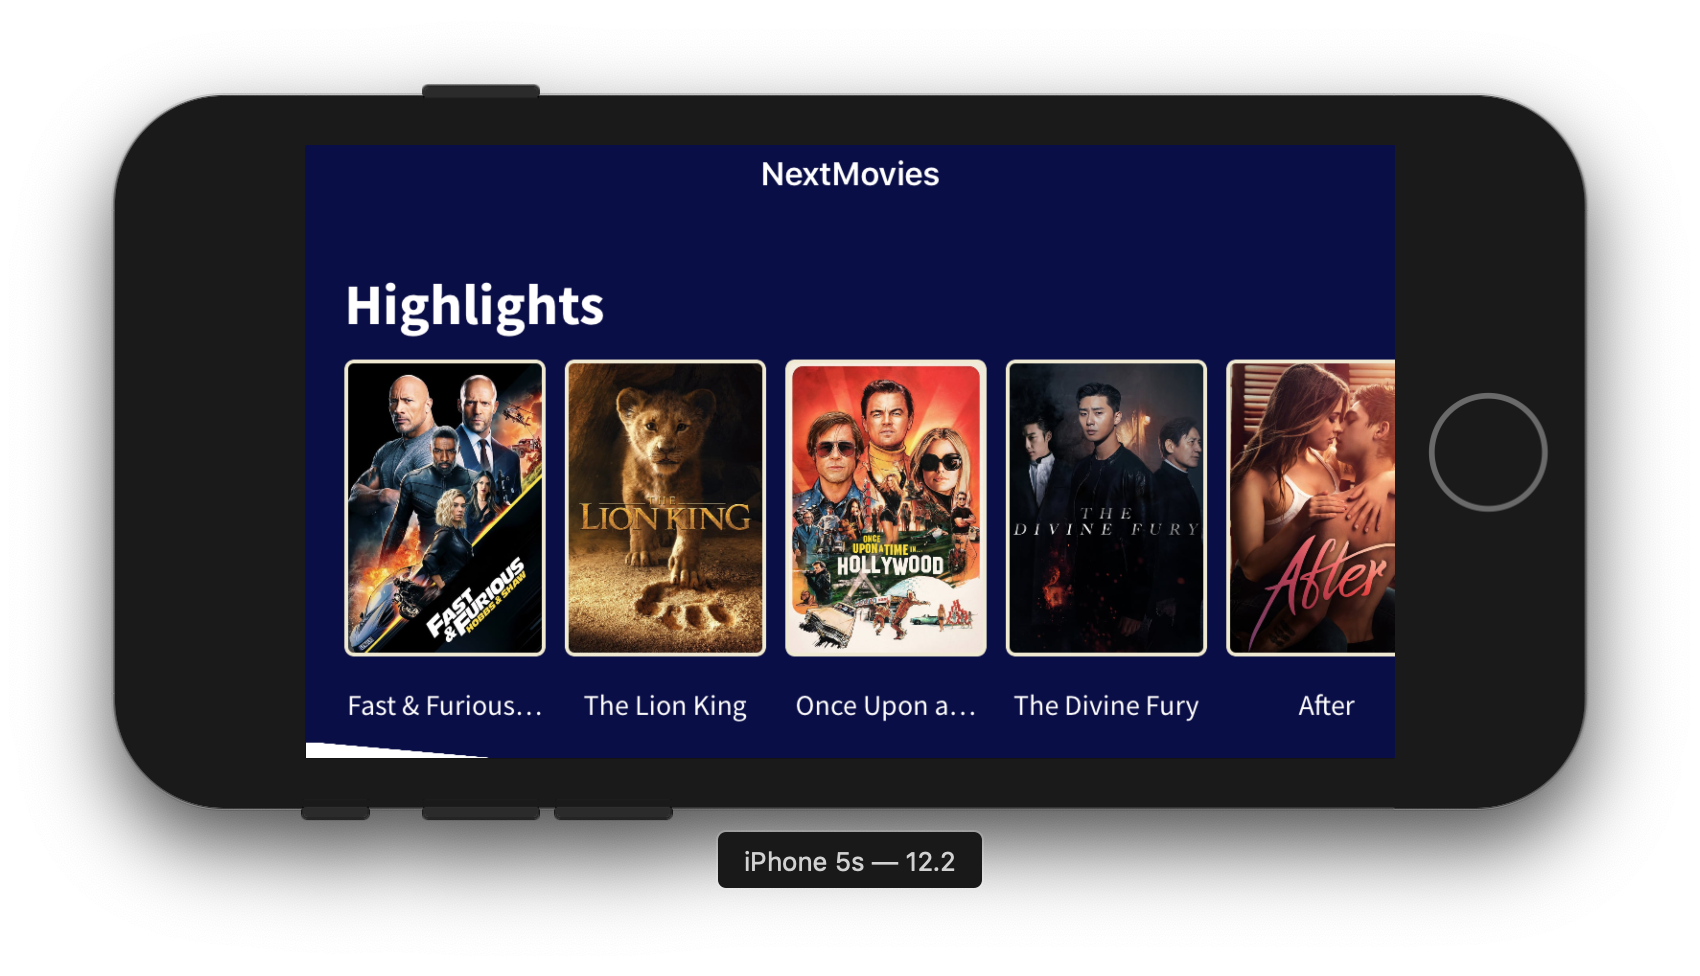 NextMovies
Highlights
FAST
& FURIOUS
HOBBS & SHAW
THE
LION KING
ONCE
UPON A TIME IN...
HOLLYWOOD
THE
DIVINE FURY
After
Fast & Furious…
The Lion King
Once Upon a…
The Divine Fury
After
iPhone 5s — 12.2